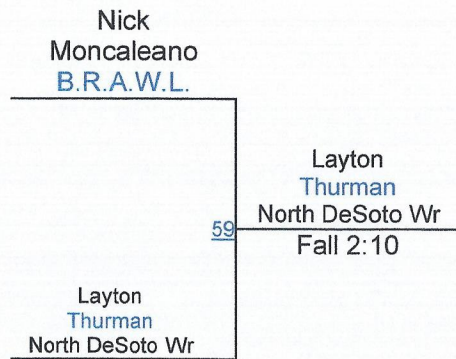 Nick
Moncaleano
B.R.A.W.L.
Layton
Thurman
North DeSoto Wr
59
Fall 2:10
Layton
Thurman
North DeSoto Wr